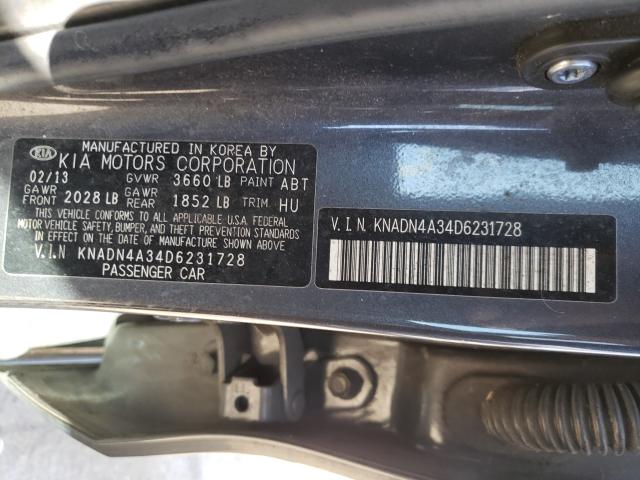 MANUFACTURED IN KOREA BY
KIA KIA MOTORS CORPORATION
02/13 GVWR 3660 LB PAINT ABT
GAWR FRONT 2028 LB GAWR REAR 1852 LB TRIM HU
THIS VEHICLE CONFORMS TO ALL APPLICABLE U.S.A. FEDERAL
MOTOR VEHICLE SAFETY, BUMPER, AND THEFT PREVENTION STANDARDS
IN EFFECT ON THE DATE OF MANUFACTURE SHOWN ABOVE
V.I.N KNADN4A34D6231728
PASSENGER CAR
V.I.N. KNADN4A34D6231728